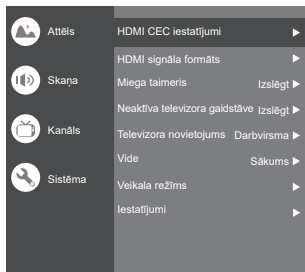 Attēls
Skaņa
Kanāls
Sistēma
HDMI CEC iestatījumi
HDMI signāla formāts
Miega taimeris Izslēgt
Neaktīva televizora gaidstāve Izslēgt
Televizora novietojums Darbvirsma
Vide Sākums
Veikala režīms
Iestatījumi